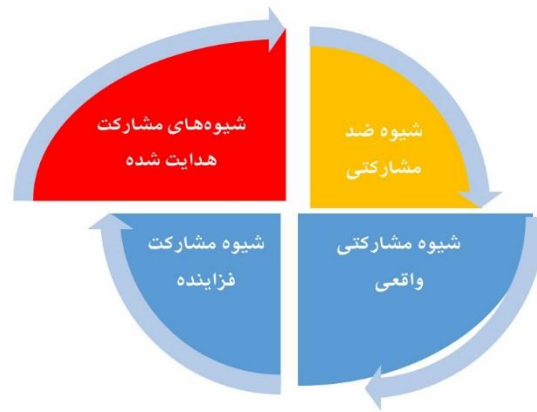 شیوه ضد
مشارکتی
شیوه‌های مشارکت
هدایت شده
شیوه مشارکتی
واقعی
شیوه مشارکت
فزاینده